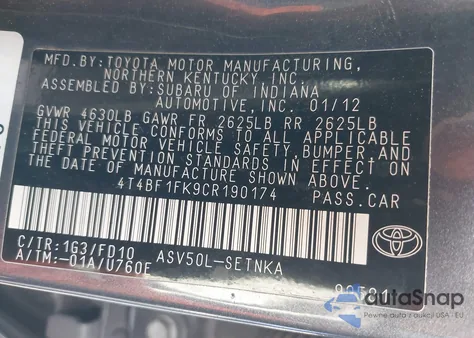 MFD.BY:TOYOTA MOTOR MANUFACTURING,
NORTHERN KENTUCKY,INC.
ASSEMBLED BY:SUBARU OF INDIANA
AUTOMOTIVE,INC. 01/12
GVWR 4630LB GAWR FR 2625LB RR 2625LB
THIS VEHICLE CONFORMS TO ALL APPLICABLE
FEDERAL MOTOR VEHICLE SAFETY,BUMPER,AND
THEFT PREVENTION STANDARDS IN EFFECT ON
THE DATE OF MANUFACTURE SHOWN ABOVE.
4T4BF1FK9CR190174 PASS.CAR
C/TR:1G3/FD10 ASV50L-SETNKA
A/TM:-01A/U760E
autoSnap